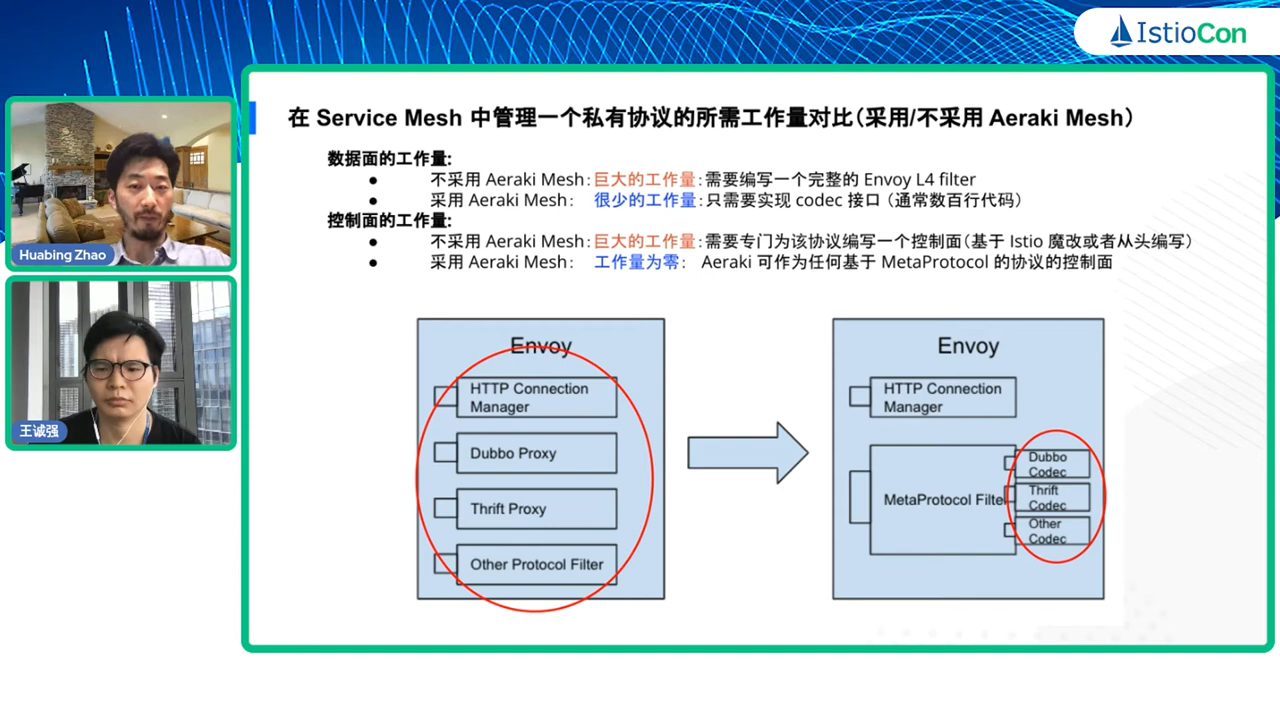 IstioCon
在 Service Mesh 中管理一个私有协议的所需工作量对比(采用/不采用 Aeraki Mesh)
数据面的工作量:
● 不采用 Aeraki Mesh: 巨大的工作量: 需要编写一个完整的 Envoy L4 filter
● 采用 Aeraki Mesh: 很少的工作量: 只需要实现 codec 接口 (通常数百行代码)
控制面的工作量:
● 不采用 Aeraki Mesh: 巨大的工作量: 需要专门为该协议编写一个控制面(基于 Istio 魔改或者从头编写)
● 采用 Aeraki Mesh: 工作量为零: Aeraki 可作为任何基于 MetaProtocol 的协议的控制面
Huabing Zhao
王诚强
Envoy
HTTP Connection
Manager
Dubbo Proxy
Thrift Proxy
Other Protocol Filter
Envoy
HTTP Connection
Manager
MetaProtocol Filter
Dubbo
Codec
Thrift
Codec
Other
Codec